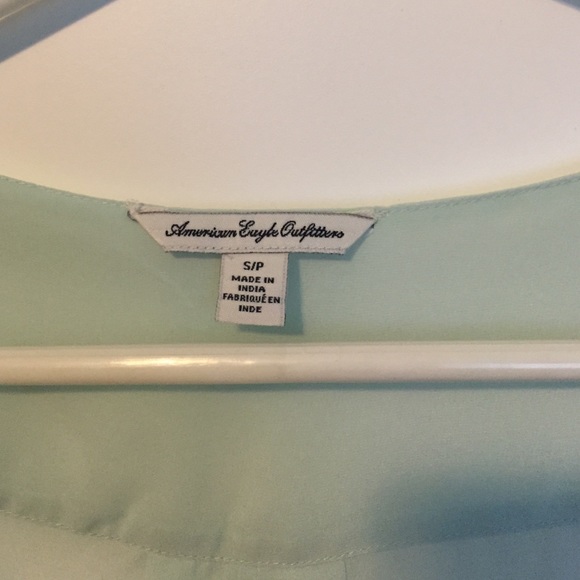 American Eagle Outfitters
S/P
MADE IN
INDIA
FABRIQUÉ EN
INDE